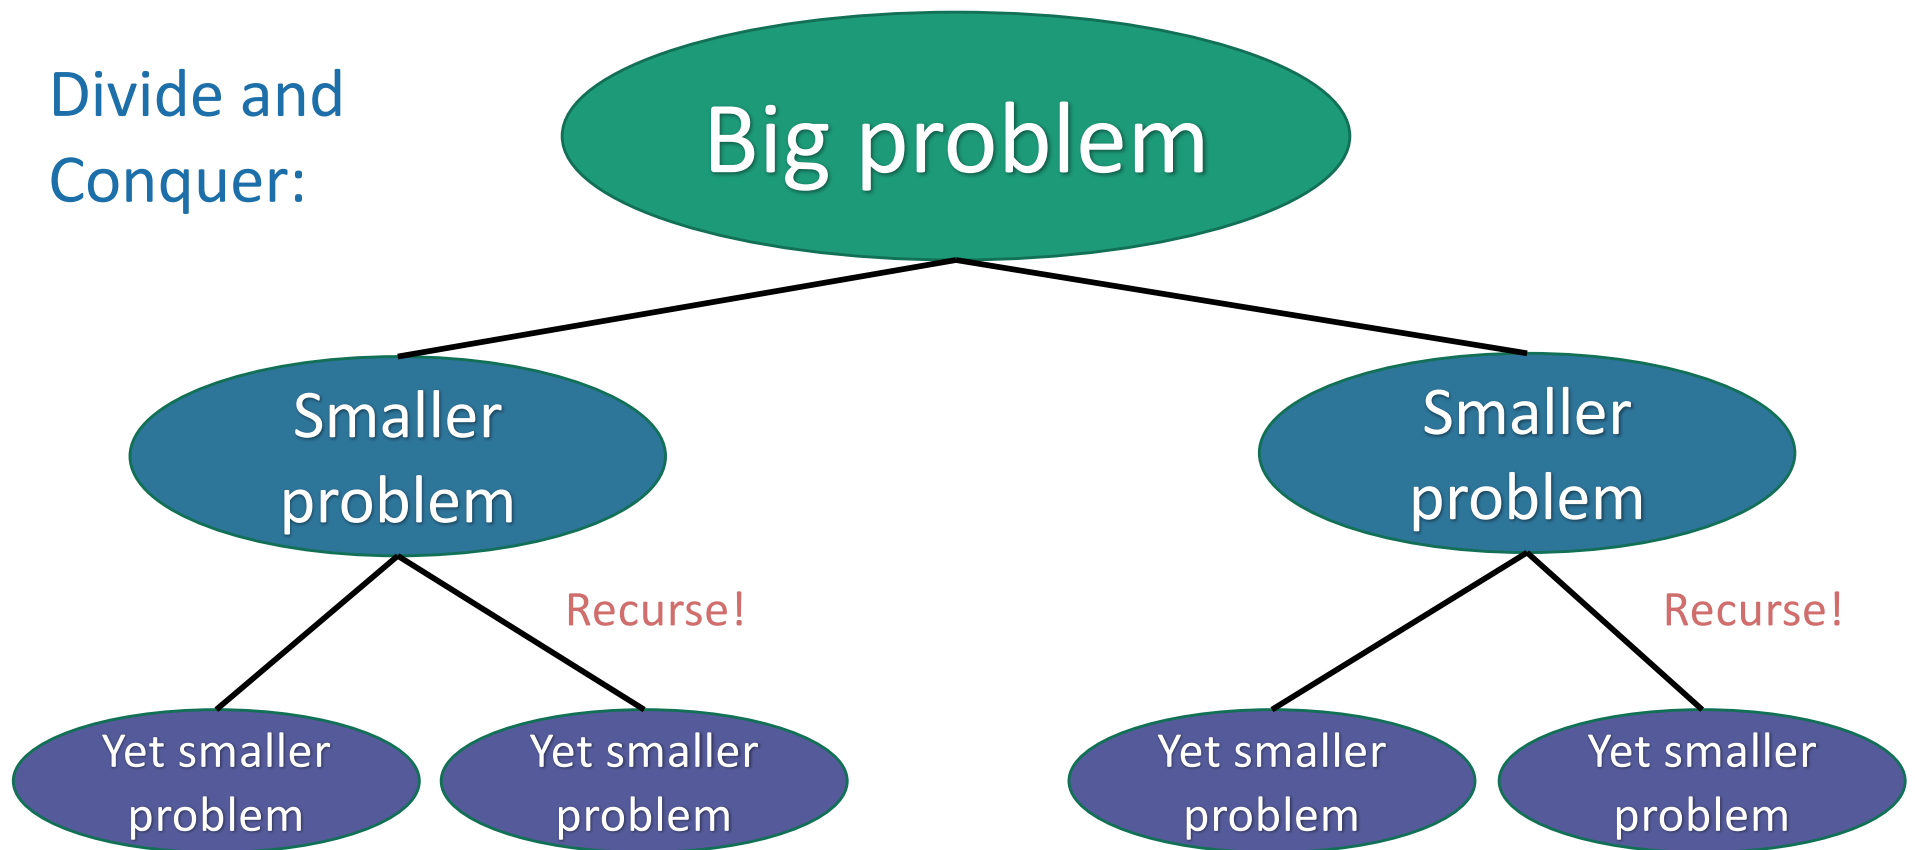 Divide and
Conquer:
Big problem
Smaller
problem
Smaller
problem
Recurse!
Recurse!
Yet smaller
problem
Yet smaller
problem
Yet smaller
problem
Yet smaller
problem